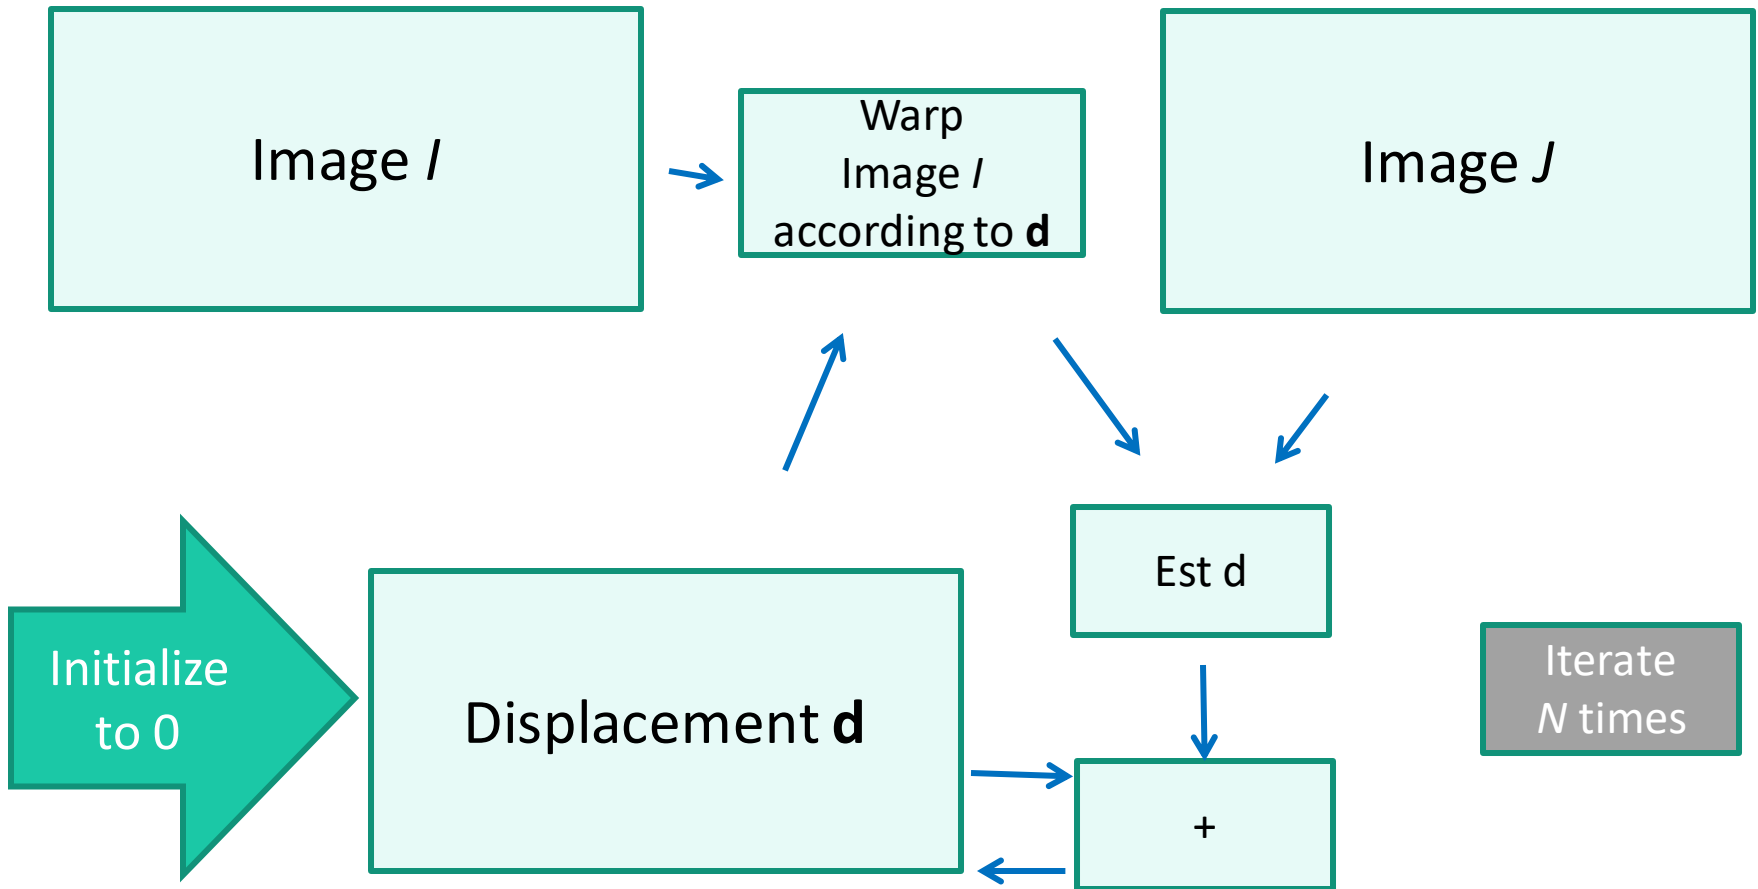 Image I
Warp
Image I
according to d
Image J
Est d
Initialize
to 0
Displacement d
Iterate
N times
+